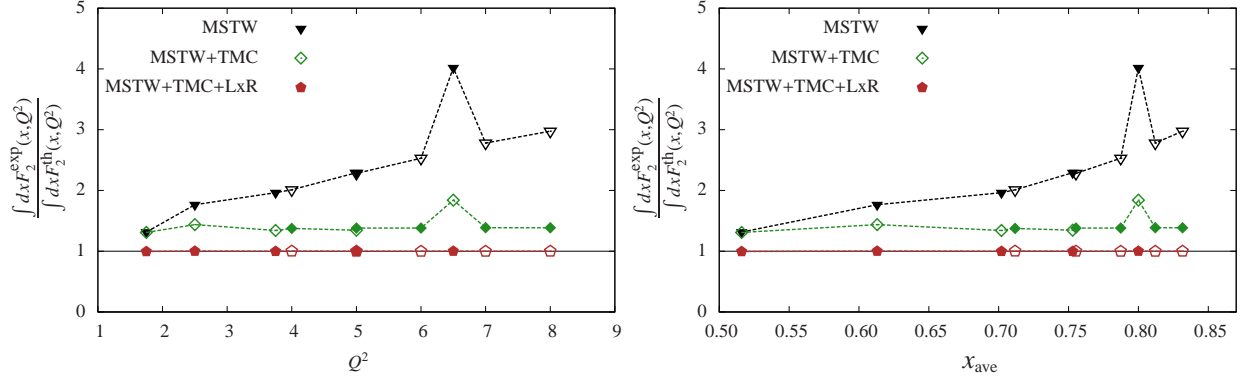 5
4
3
2
1
0
∫ dxF₂^exp(x,Q²)
∫ dxF₂^th(x,Q²)
MSTW
MSTW+TMC
MSTW+TMC+LxR
1 2 3 4 5 6 7 8 9
Q²
5
4
3
2
1
0
∫ dxF₂^exp(x,Q²)
∫ dxF₂^th(x,Q²)
MSTW
MSTW+TMC
MSTW+TMC+LxR
0.50 0.55 0.60 0.65 0.70 0.75 0.80 0.85
x_ave